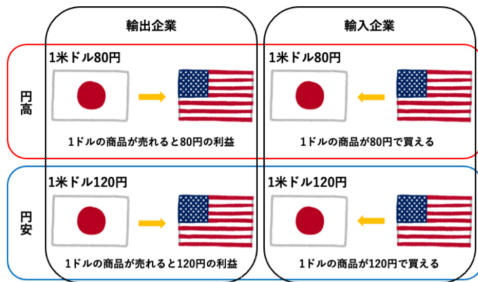 輸出企業
輸入企業
円高
1米ドル80円
1米ドル80円
1ドルの商品が売れると80円の利益
1ドルの商品が80円で買える
円安
1米ドル120円
1米ドル120円
1ドルの商品が売れると120円の利益
1ドルの商品が120円で買える